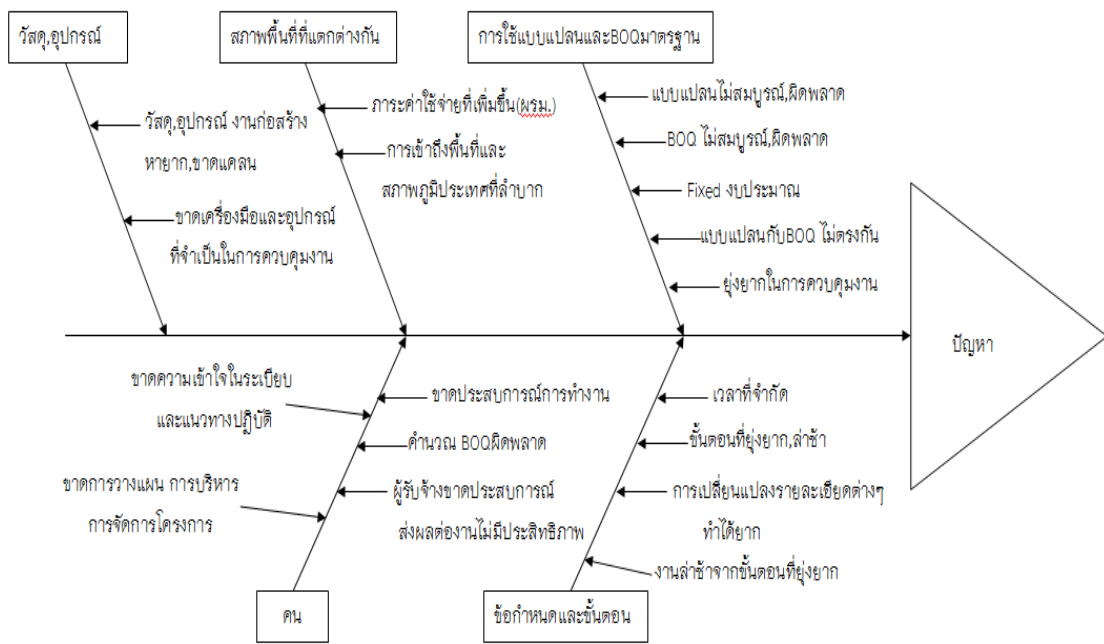 วัสดุ,อุปกรณ์
สภาพพื้นที่ที่แตกต่างกัน
การใช้แบบแปลนและBOQมาตรฐาน
วัสดุ,อุปกรณ์ งานก่อสร้าง
หายาก,ขาดแคลน
ขาดเครื่องมือและอุปกรณ์
ที่จำเป็นในการควบคุมงาน
ภาระค่าใช้จ่ายที่เพิ่มขึ้น(ผรม.)
การเข้าถึงพื้นที่และ
สภาพภูมิประเทศที่ลำบาก
แบบแปลนไม่สมบูรณ์,ผิดพลาด
BOQ ไม่สมบูรณ์,ผิดพลาด
Fixed งบประมาณ
แบบแปลนกับBOQ ไม่ตรงกัน
ยุ่งยากในการควบคุมงาน
ปัญหา
ขาดความเข้าใจในระเบียบ
และแนวทางปฏิบัติ
ขาดการวางแผน การบริหาร
การจัดการโครงการ
ขาดประสบการณ์การทำงาน
คำนวณ BOQผิดพลาด
ผู้รับจ้างขาดประสบการณ์
ส่งผลต่องานไม่มีประสิทธิภาพ
เวลาที่จำกัด
ขั้นตอนที่ยุ่งยาก,ล่าช้า
การเปลี่ยนแปลงรายละเอียดต่างๆ
ทำได้ยาก
งานล่าช้าจากขั้นตอนที่ยุ่งยาก
คน
ข้อกำหนดและขั้นตอน